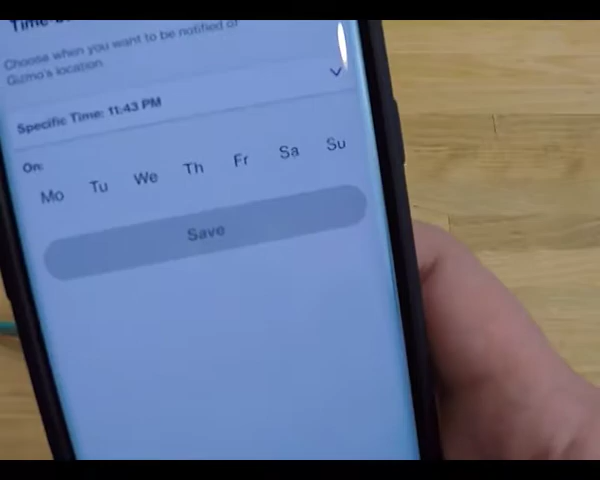 Choose when you want to be notified of
Gizmo's location
Specific Time: 11:43 PM
On:
Mo Tu We Th Fr Sa Su
Save